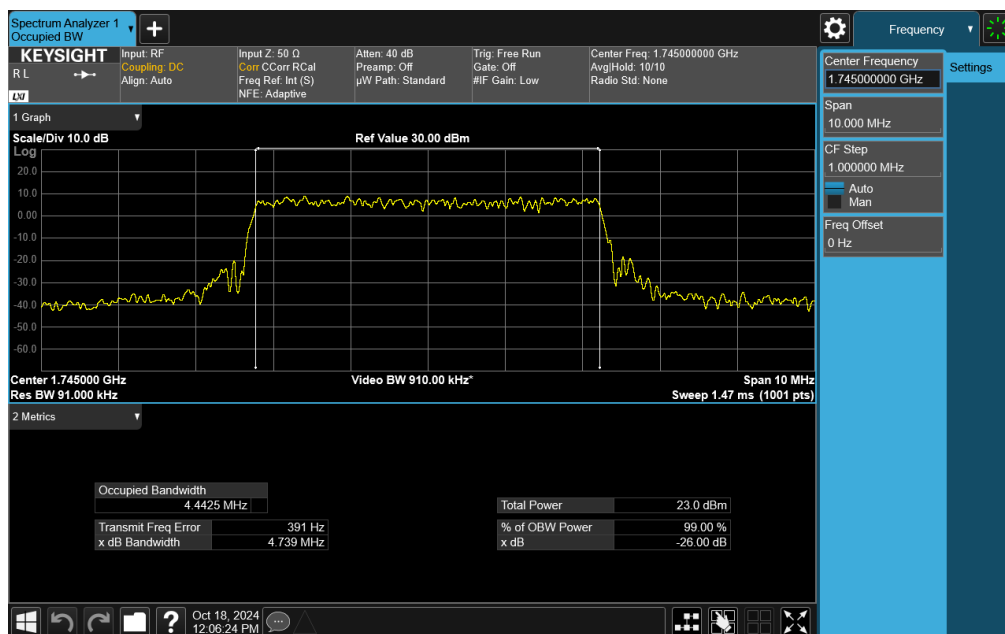 Spectrum Analyzer 1
Occupied BW
Frequency
KEYSIGHT
R L
LXI
Input: RF
Coupling: DC
Align: Auto
Input Z: 50 Ω
Corr CCorr RCal
Freq Ref: Int (S)
NFE: Adaptive
Atten: 40 dB
Preamp: Off
µW Path: Standard
Trig: Free Run
Gate: Off
#IF Gain: Low
Center Freq: 1.745000000 GHz
Avg|Hold: 10/10
Radio Std: None
Center Frequency
1.745000000 GHz
Settings
Span
10.000 MHz
CF Step
1.000000 MHz
Auto
Man
Freq Offset
0 Hz
1 Graph
Scale/Div 10.0 dB
Ref Value 30.00 dBm
Log
20.0
10.0
0.00
-10.0
-20.0
-30.0
-40.0
-50.0
-60.0
Center 1.745000 GHz
Video BW 910.00 kHz*
Span 10 MHz
Res BW 91.000 kHz
Sweep 1.47 ms (1001 pts)
2 Metrics
Occupied Bandwidth
4.4425 MHz
Total Power 23.0 dBm
Transmit Freq Error 391 Hz
% of OBW Power 99.00 %
x dB Bandwidth 4.739 MHz
x dB -26.00 dB
?
Oct 18, 2024
12:06:24 PM